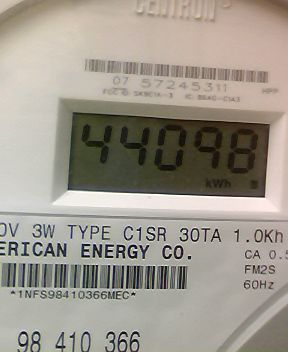 CENTRON
07 57245311
44098
kWh
0V 3W TYPE C1SR 30TA 1.0Kh
ERICAN ENERGY CO.
CA 0.5
FM2S
*1NFS98410366MEC*
60Hz
98 410 366